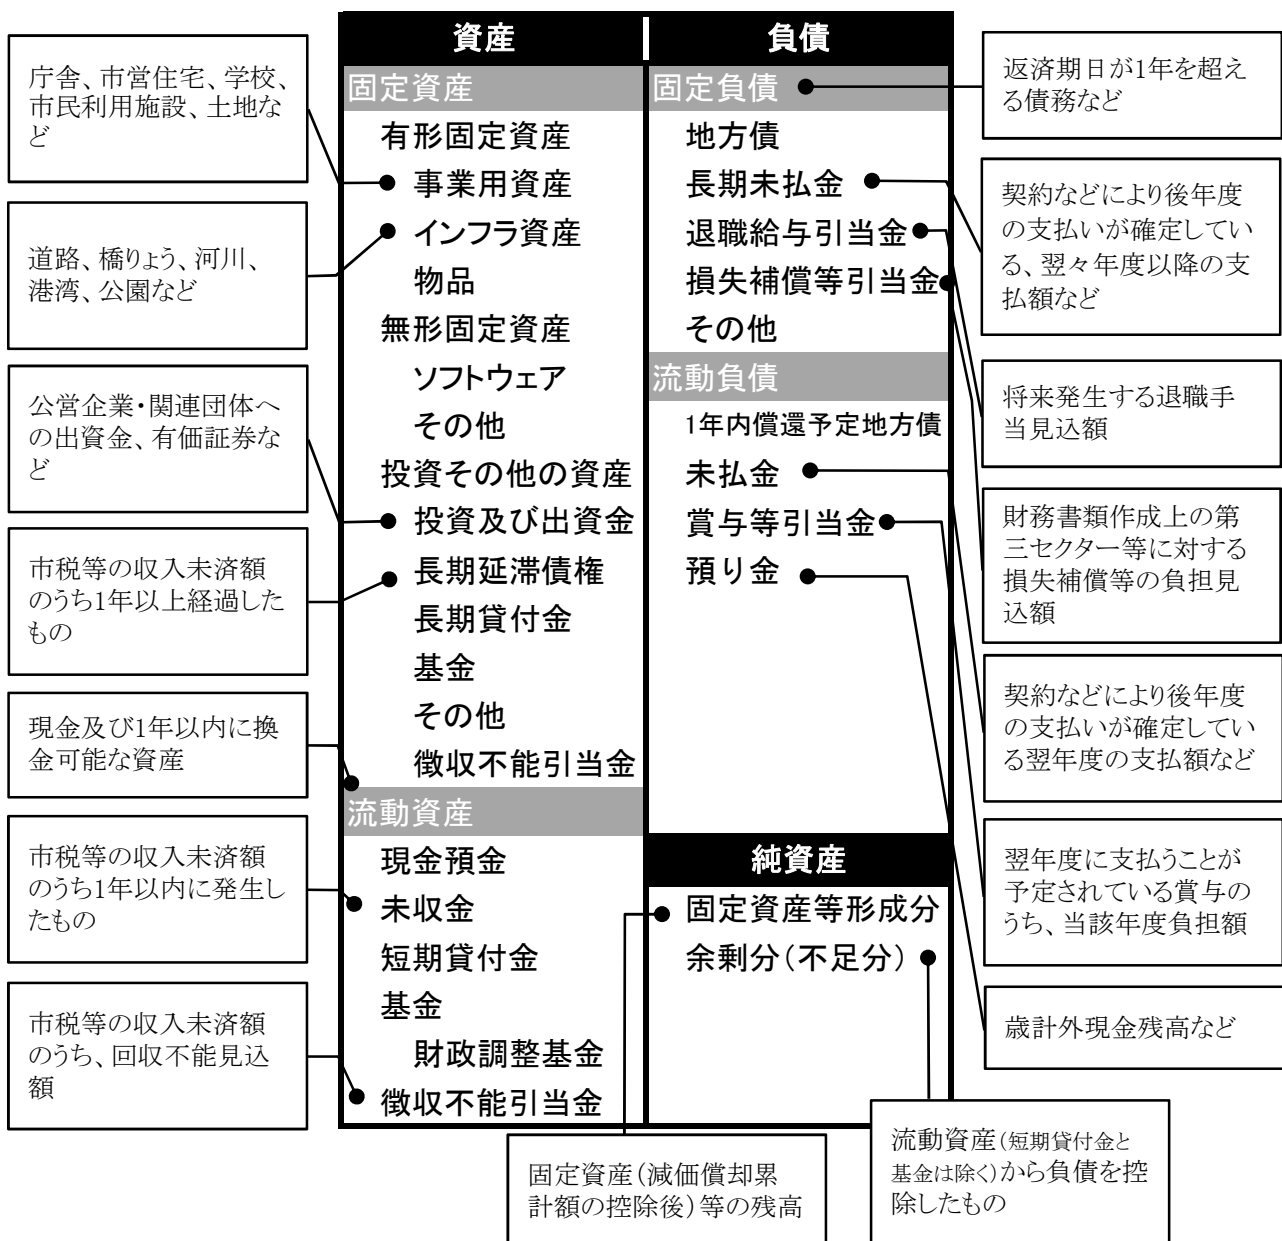 庁舎、市営住宅、学校、
市民利用施設、土地な
ど
道路、橋りょう、河川、
港湾、公園など
公営企業・関連団体へ
の出資金、有価証券な
ど
市税等の収入未済額
のうち1年以上経過した
もの
現金及び1年以内に換
金可能な資産
市税等の収入未済額
のうち1年以内に発生し
たもの
市税等の収入未済額
のうち、回収不能見込
額
資産
固定資産
有形固定資産
事業用資産
インフラ資産
物品
無形固定資産
ソフトウェア
その他
投資その他の資産
投資及び出資金
長期延滞債権
長期貸付金
基金
その他
徴収不能引当金
流動資産
現金預金
未収金
短期貸付金
基金
財政調整基金
徴収不能引当金
負債
固定負債
地方債
長期未払金
退職給与引当金
損失補償等引当金
その他
流動負債
1年内償還予定地方債
未払金
賞与等引当金
預り金
純資産
固定資産等形成分
余剰分(不足分)
返済期日が1年を超え
る債務など
契約などにより後年度
の支払いが確定してい
る、翌々年度以降の支
払額など
将来発生する退職手
当見込額
財務書類作成上の第
三セクター等に対する
損失補償等の負担見
込額
契約などにより後年度
の支払いが確定してい
る翌年度の支払額など
翌年度に支払うことが
予定されている賞与の
うち、当該年度負担額
歳計外現金残高など
固定資産(減価償却累
計額の控除後)等の残高
流動資産(短期貸付金と
基金は除く)から負債を控
除したもの